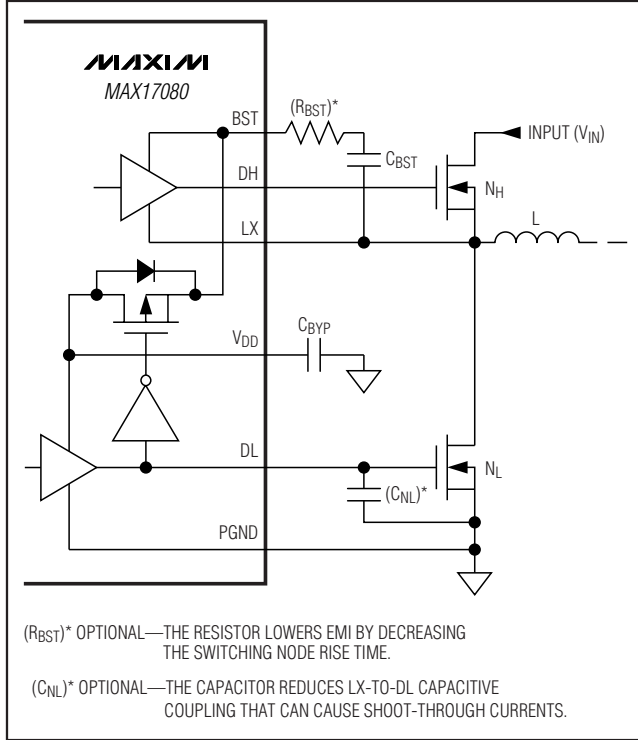 MAXIM
MAX17080
BST
(RBST)*
CBST
INPUT (VIN)
DH
NH
LX
L
VDD
CBYP
DL
NL
(CNL)*
PGND
(RBST)* OPTIONAL—THE RESISTOR LOWERS EMI BY DECREASING
THE SWITCHING NODE RISE TIME.
(CNL)* OPTIONAL—THE CAPACITOR REDUCES LX-TO-DL CAPACITIVE
COUPLING THAT CAN CAUSE SHOOT-THROUGH CURRENTS.